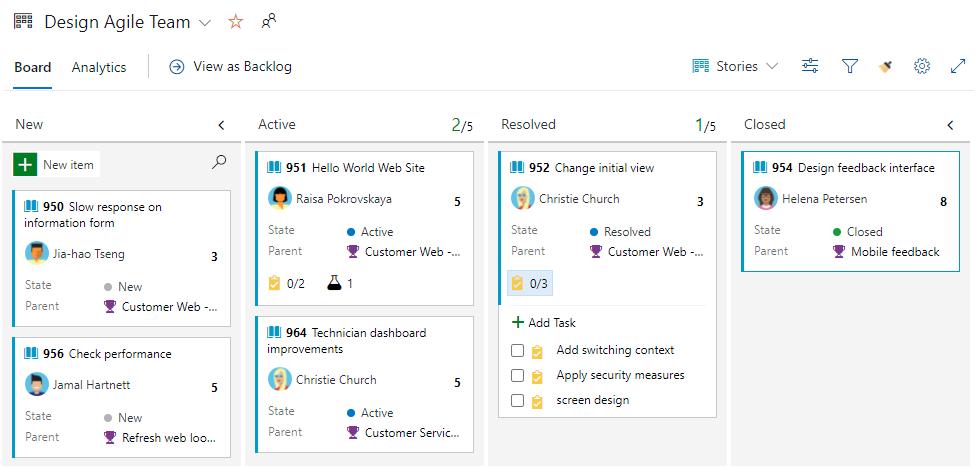 Design Agile Team
Board
Analytics
View as Backlog
Stories
New
New item
950 Slow response on
information form
Jia-hao Tseng
3
State
New
Parent
Customer Web -...
956 Check performance
Jamal Hartnett
5
State
New
Parent
Refresh web loo...
Active
2/5
951 Hello World Web Site
Raisa Pokrovskaya
5
State
Active
Parent
Customer Web -...
0/2
1
964 Technician dashboard
improvements
Christie Church
5
State
Active
Parent
Customer Servic...
Resolved
1/5
952 Change initial view
Christie Church
3
State
Resolved
Parent
Customer Web -...
0/3
Add Task
Add switching context
Apply security measures
screen design
Closed
954 Design feedback interface
Helena Petersen
8
State
Closed
Parent
Mobile feedback